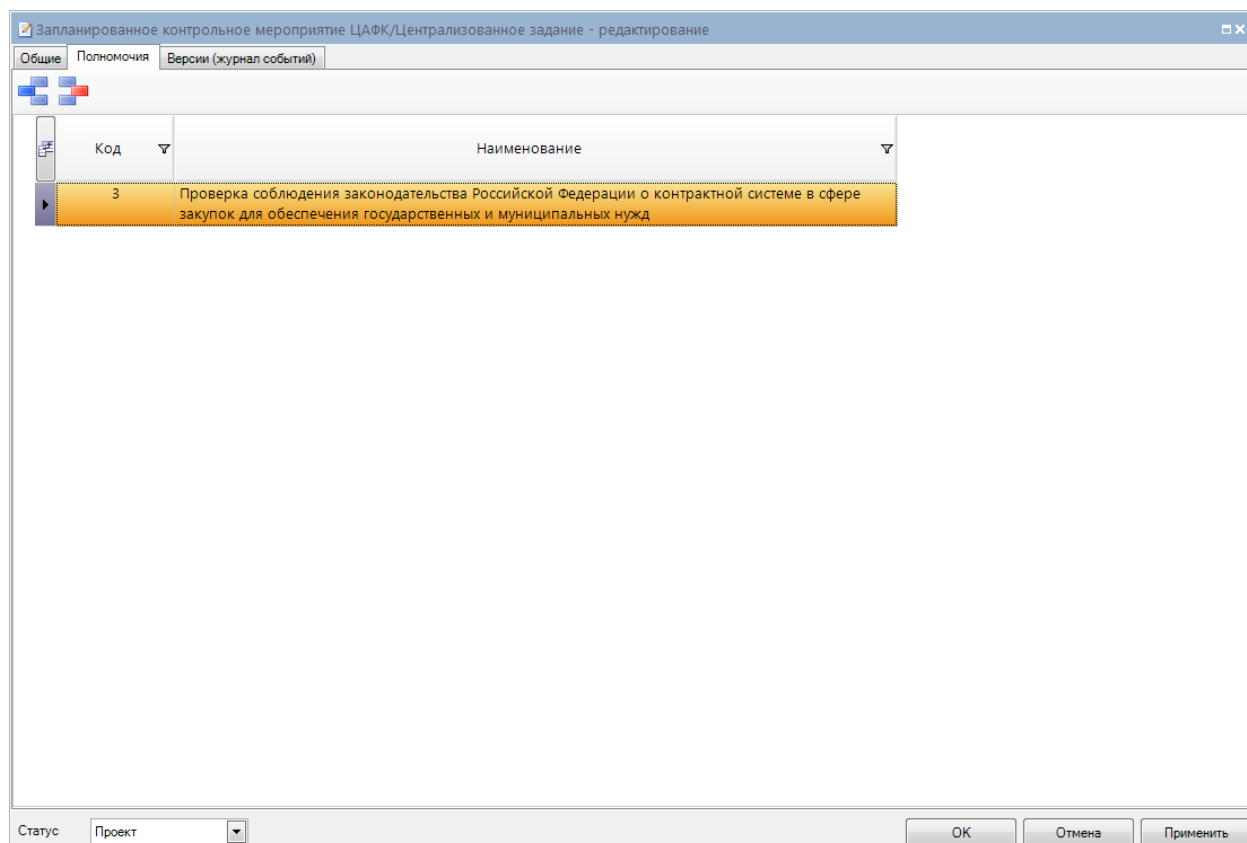 Запланированное контрольное мероприятие ЦАФК/Централизованное задание - редактирование
Общие Полномочия Версии (журнал событий)
Код Наименование
3 Проверка соблюдения законодательства Российской Федерации о контрактной системе в сфере
закупок для обеспечения государственных и муниципальных нужд
Статус Проект OK Отмена Применить